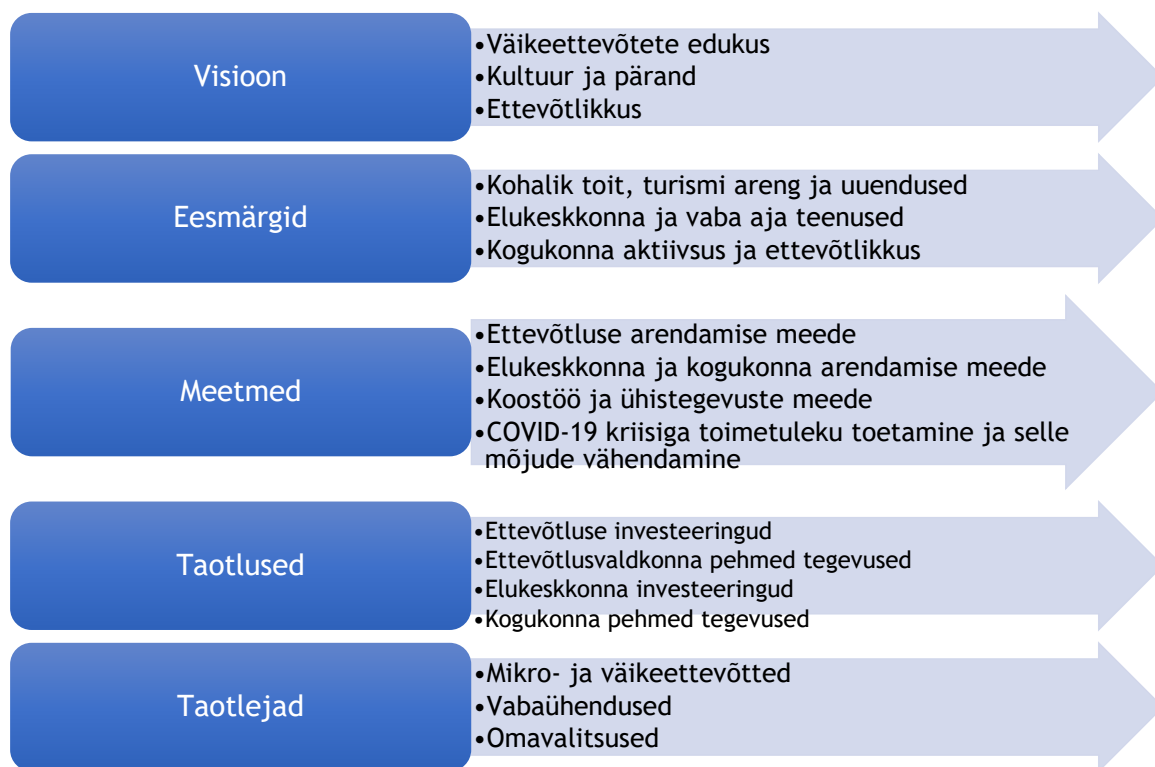 Visioon
•Väikeettevõtete edukus
•Kultuur ja pärand
•Ettevõtlikkus
Eesmärgid
•Kohalik toit, turismi areng ja uuendused
•Elukeskkonna ja vaba aja teenused
•Kogukonna aktiivsus ja ettevõtlikkus
Meetmed
•Ettevõtluse arendamise meede
•Elukeskkonna ja kogukonna arendamise meede
•Koostöö ja ühistegevuste meede
•COVID-19 kriisiga toimetuleku toetamine ja selle
mõjude vähendamine
Taotlused
•Ettevõtluse investeeringud
•Ettevõtlusvaldkonna pehmed tegevused
•Elukeskkonna investeeringud
•Kogukonna pehmed tegevused
Taotlejad
•Mikro- ja väikeettevõtted
•Vabaühendused
•Omavalitsused